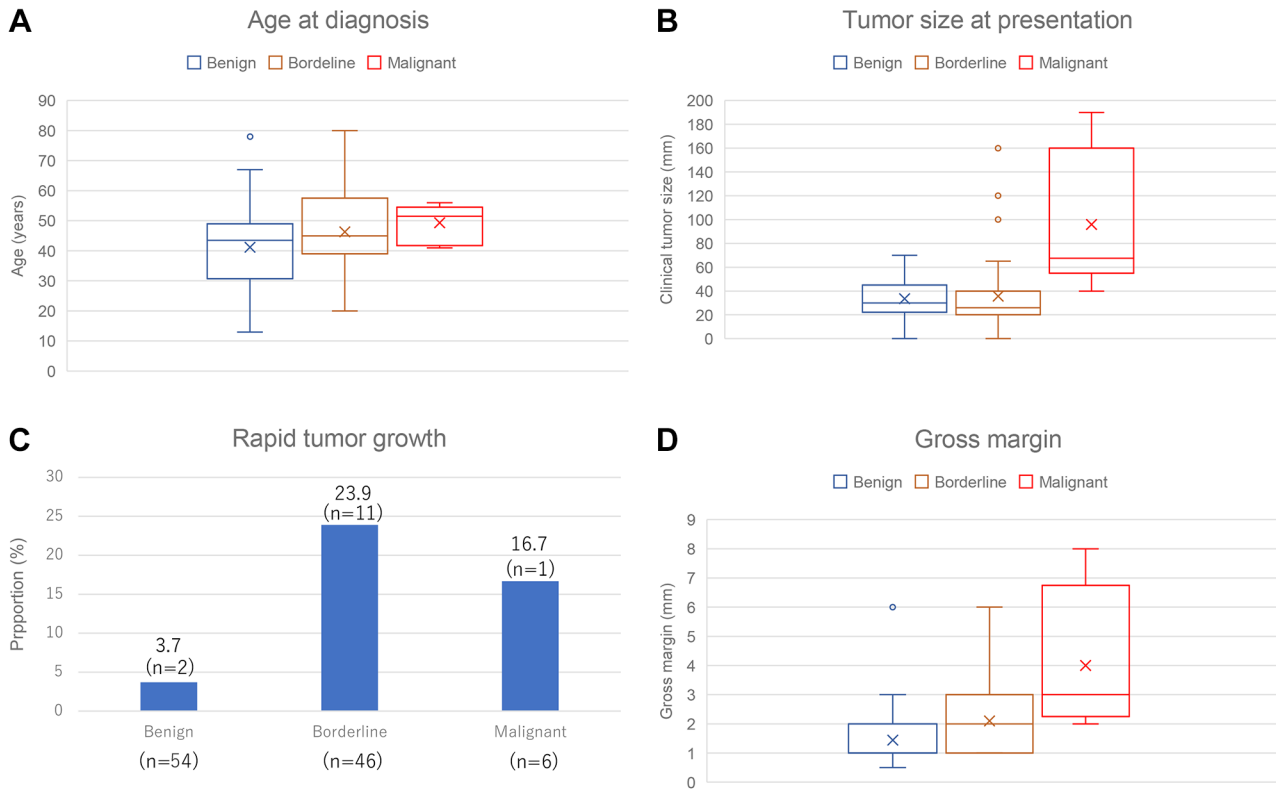 A
Age at diagnosis
Benign Bordeline Malignant
Age (years)
90
80
70
60
50
40
30
20
10
0
B
Tumor size at presentation
Benign Borderline Malignant
Clinical tumor size (mm)
200
180
160
140
120
100
80
60
40
20
0
C
Rapid tumor growth
Prpportion (%)
30
25
20
15
10
5
0
3.7
(n=2)
23.9
(n=11)
16.7
(n=1)
Benign Borderline Malignant
(n=54) (n=46) (n=6)
D
Gross margin
Benign Borderline Malignant
Gross margin (mm)
9
8
7
6
5
4
3
2
1
0